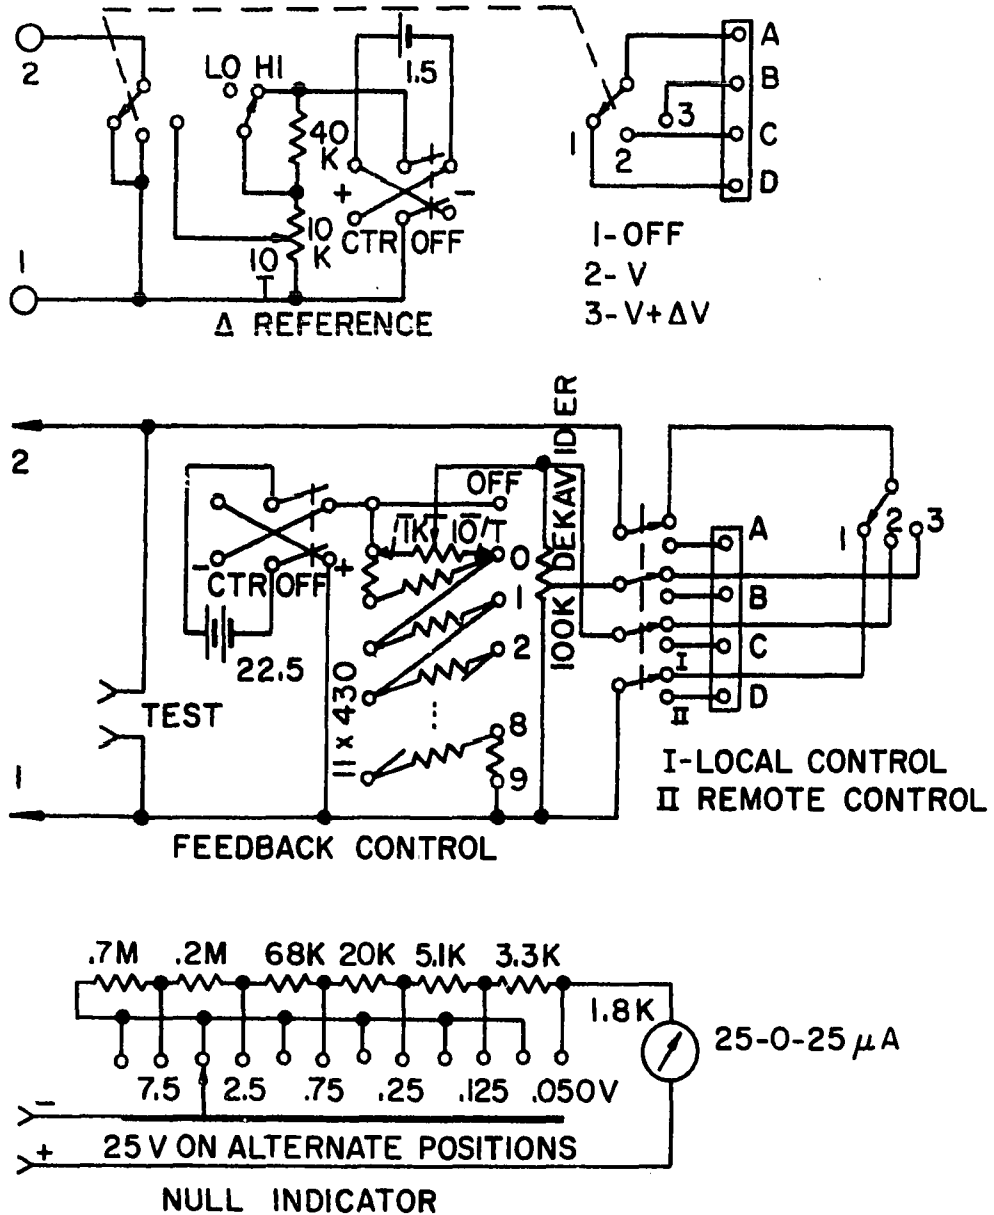 2
LO HI
1.5
40
K
+
-
CTR OFF
10
K
10
T
1
Δ REFERENCE
A
B
C
D
1
2
3
1-OFF
2- V
3- V+ΔV
2
OFF
1K
10 T
0
1
2
8
9
-
CTR OFF
+
22.5
11 x 430
100K DEKAVIDER
TEST
1
A
B
C
D
1
2
3
I
II
I-LOCAL CONTROL
II REMOTE CONTROL
FEEDBACK CONTROL
.7M .2M 68K 20K 5.1K 3.3K
1.8K
25-0-25 μA
7.5 2.5 .75 .25 .125 .050V
-
25 V ON ALTERNATE POSITIONS
+
NULL INDICATOR